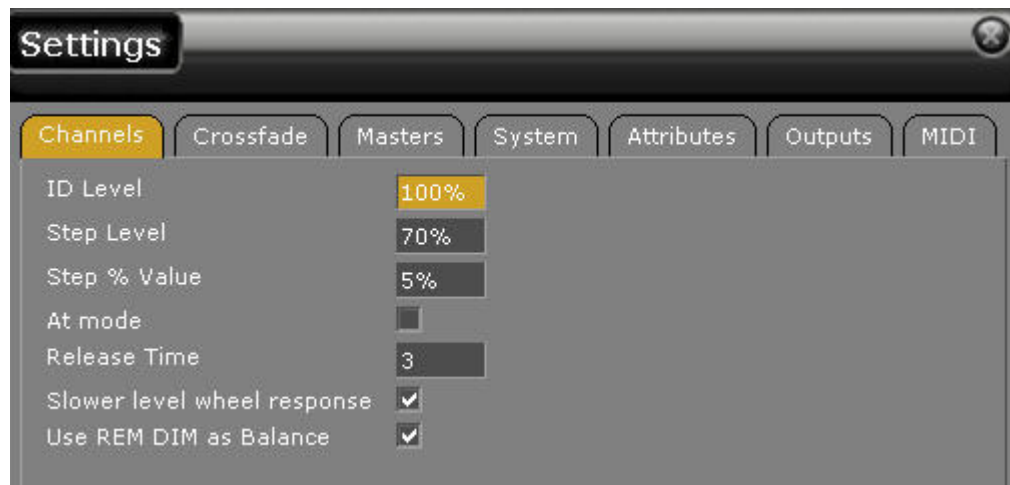 Settings
Channels Crossfade Masters System Attributes Outputs MIDI
ID Level 100%
Step Level 70%
Step % Value 5%
At mode
Release Time 3
Slower level wheel response
Use REM DIM as Balance